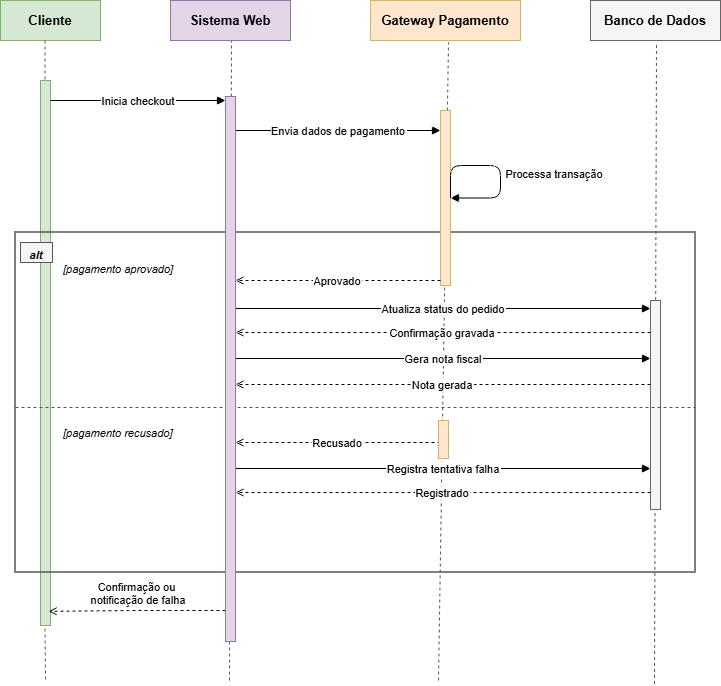 Cliente
Sistema Web
Gateway Pagamento
Banco de Dados
Inicia checkout
Envia dados de pagamento
Processa transação
alt
[pagamento aprovado]
Aprovado
Atualiza status do pedido
Confirmação gravada
Gera nota fiscal
Nota gerada
[pagamento recusado]
Recusado
Registra tentativa falha
Registrado
Confirmação ou
notificação de falha